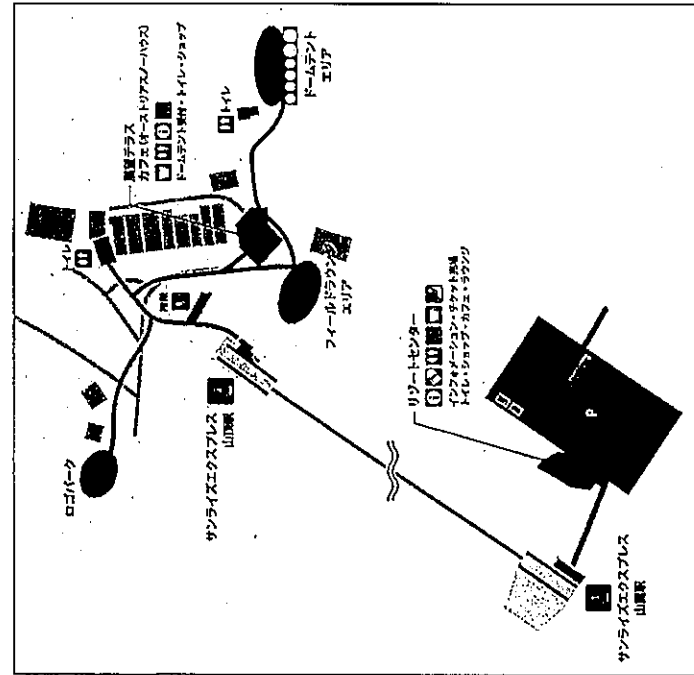 ロゴパーク
トイレ
展望テラス
カフェ(オーストリアスノーハウス)
ドームテント受付・トイレ・ショップ
トイレ
ドームテント
エリア
フィールドラウンジ
エリア
サンライズエクスプレス
山頂駅
リゾートセンター
インフォメーション・チケット売場
トイレ・ショップ・カフェ・ラウンジ
P
サンライズエクスプレス
山麓駅